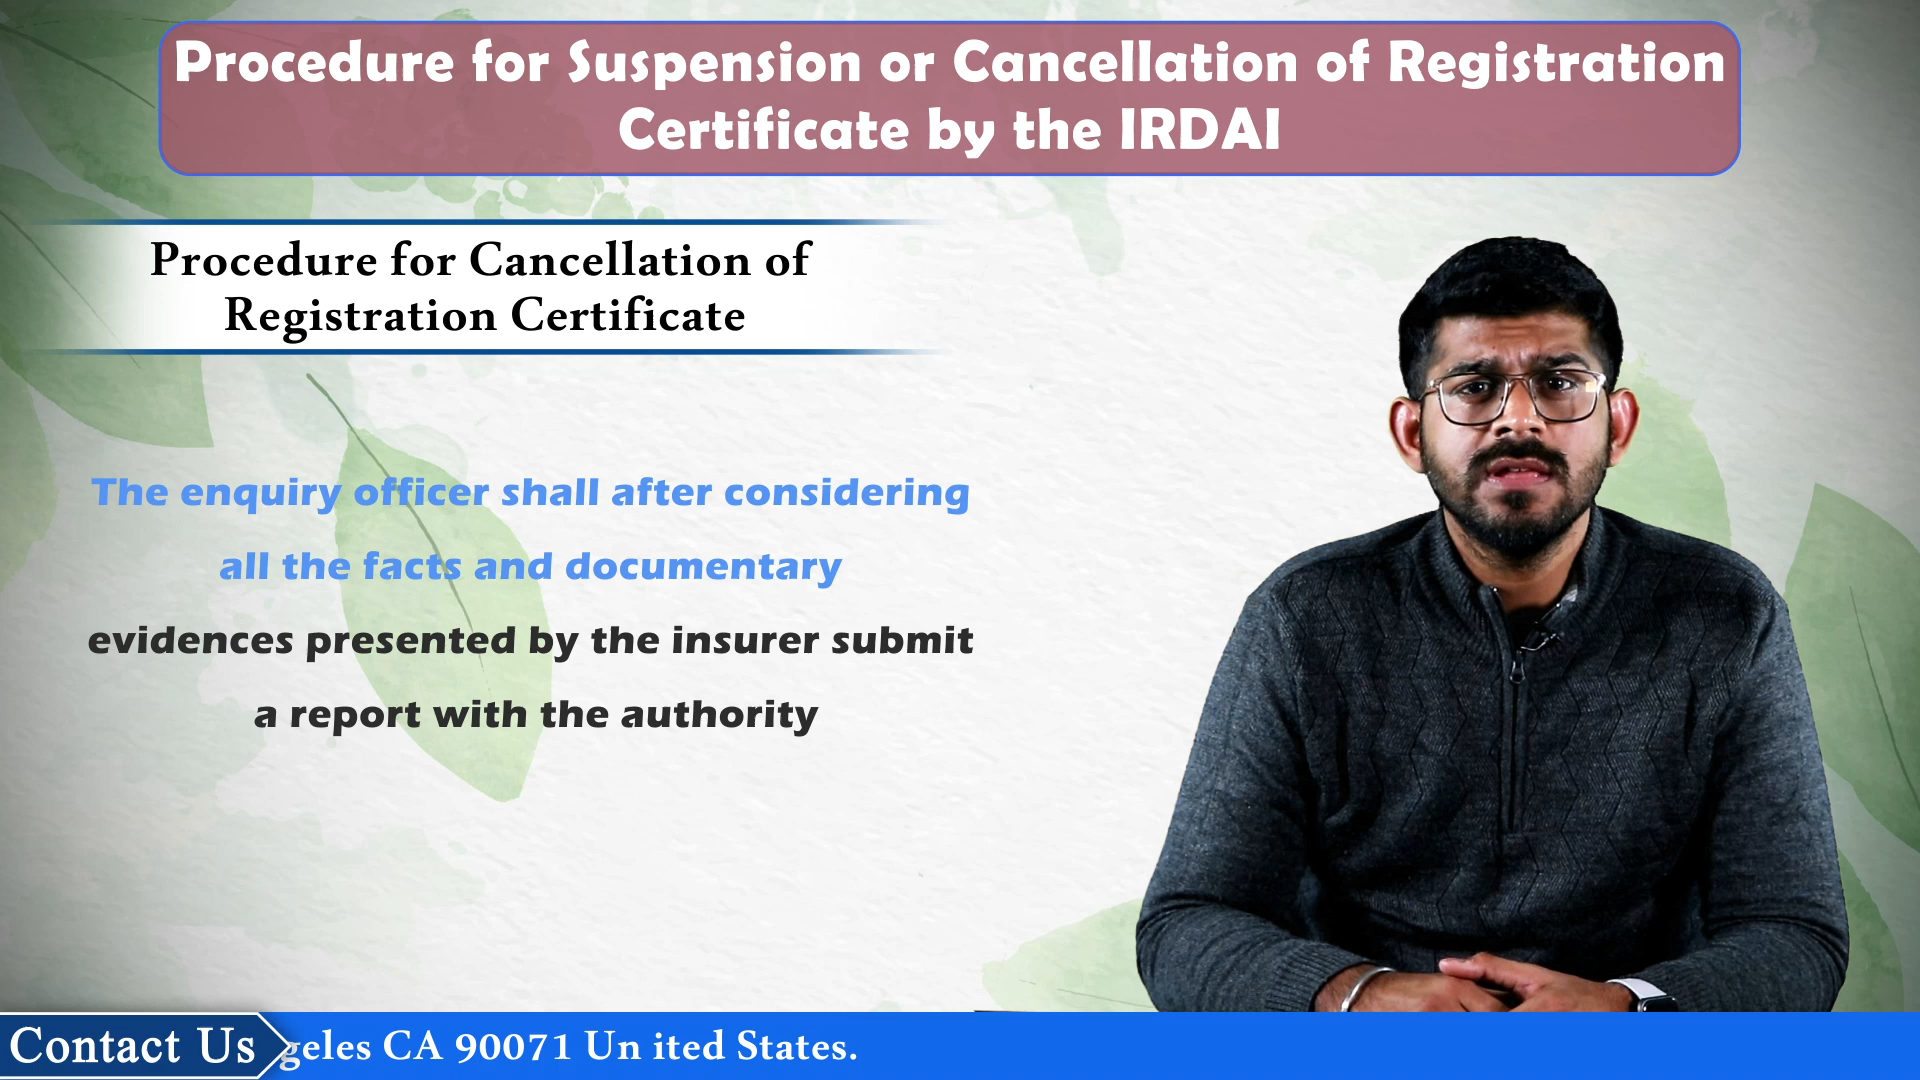 Procedure for Suspension or Cancellation of Registration
Certificate by the IRDAI
Procedure for Cancellation of
Registration Certificate
The enquiry officer shall after considering
all the facts and documentary
evidences presented by the insurer submit
a report with the authority
Contact Us geles CA 90071 Un ited States.